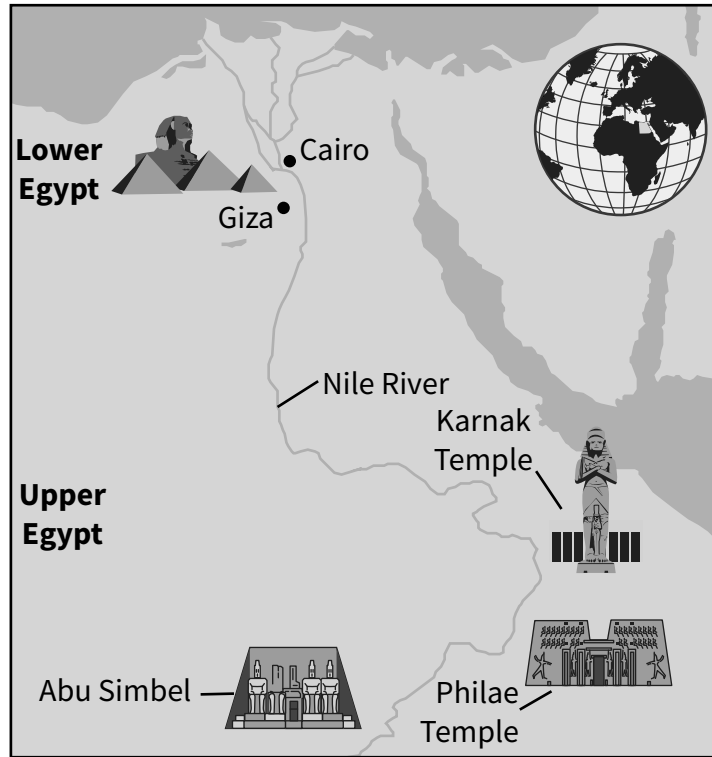 Lower
Egypt
Cairo
Giza
Nile River
Karnak
Temple
Upper
Egypt
Abu Simbel
Philae
Temple